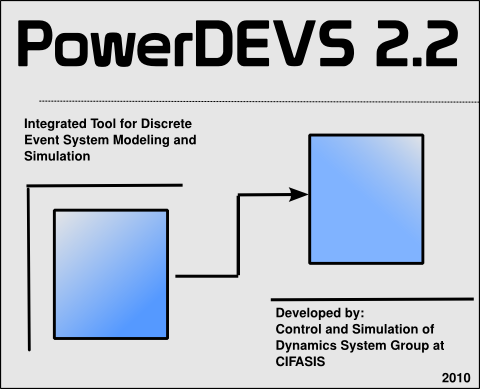 PowerDEVS 2.2
Integrated Tool for Discrete
Event System Modeling and
Simulation
Developed by:
Control and Simulation of
Dynamics System Group at
CIFASIS
2010